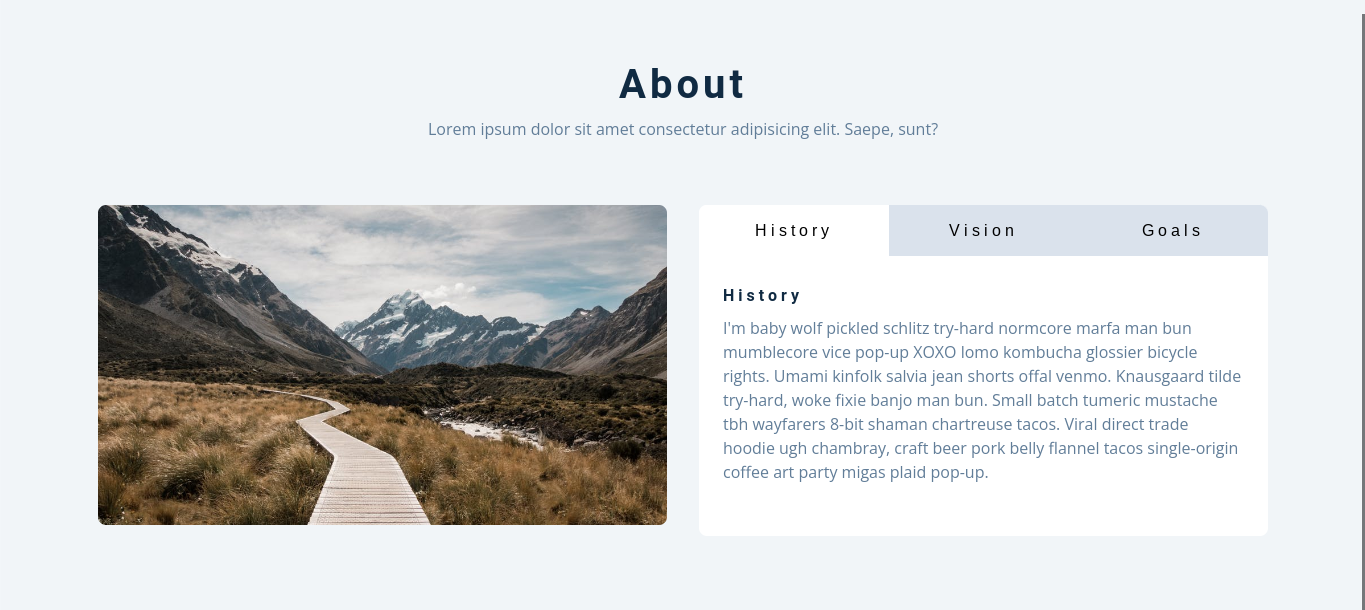 About
Lorem ipsum dolor sit amet consectetur adipisicing elit. Saepe, sunt?
History
Vision
Goals
History
I'm baby wolf pickled schlitz try-hard normcore marfa man bun
mumblecore vice pop-up XOXO lomo kombucha glossier bicycle
rights. Umami kinfolk salvia jean shorts offal venmo. Knausgaard tilde
try-hard, woke fixie banjo man bun. Small batch tumeric mustache
tbh wayfarers 8-bit shaman chartreuse tacos. Viral direct trade
hoodie ugh chambray, craft beer pork belly flannel tacos single-origin
coffee art party migas plaid pop-up.